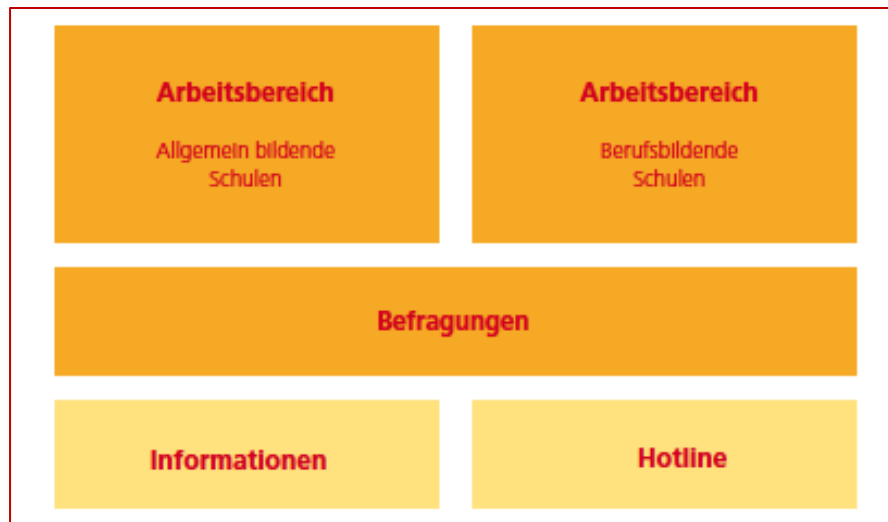 Arbeitsbereich
Allgemein bildende
Schulen
Arbeitsbereich
Berufsbildende
Schulen
Befragungen
Informationen
Hotline